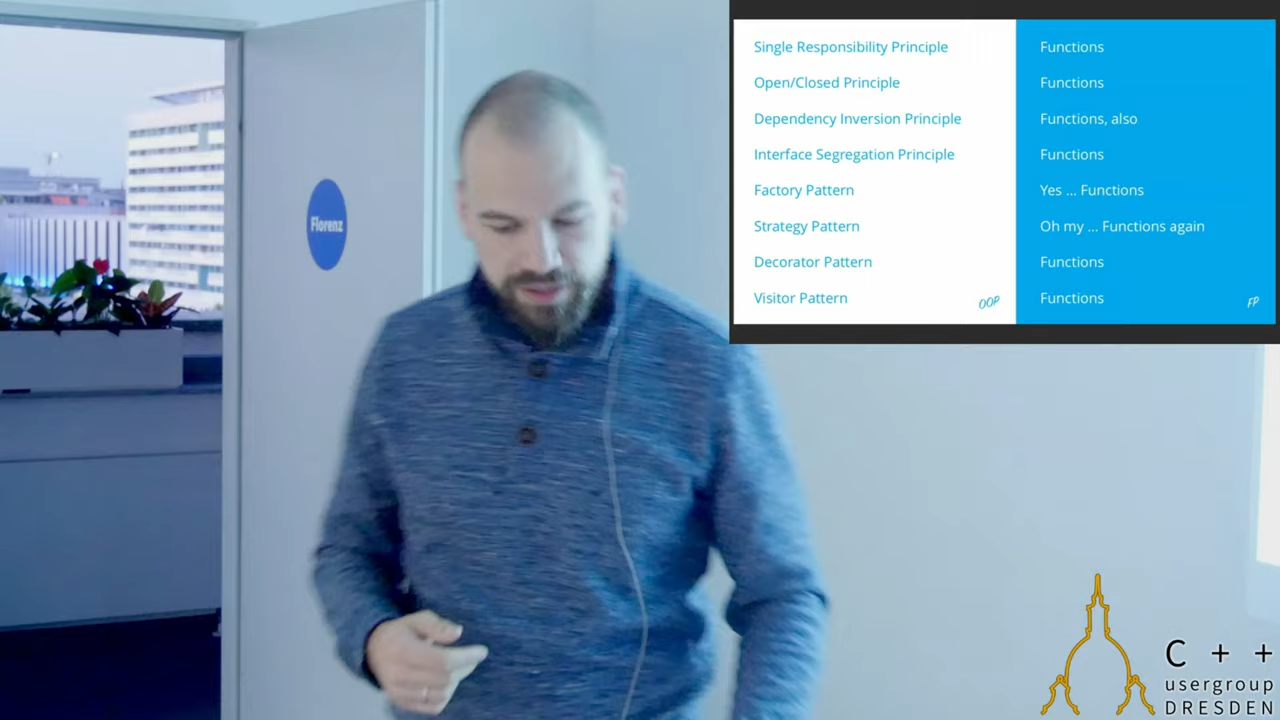 Florenz
Single Responsibility Principle
Functions
Open/Closed Principle
Functions
Dependency Inversion Principle
Functions, also
Interface Segregation Principle
Functions
Factory Pattern
Yes ... Functions
Strategy Pattern
Oh my ... Functions again
Decorator Pattern
Functions
Visitor Pattern
Functions
OOP
FP
C + +
usergroup
DRESDEN